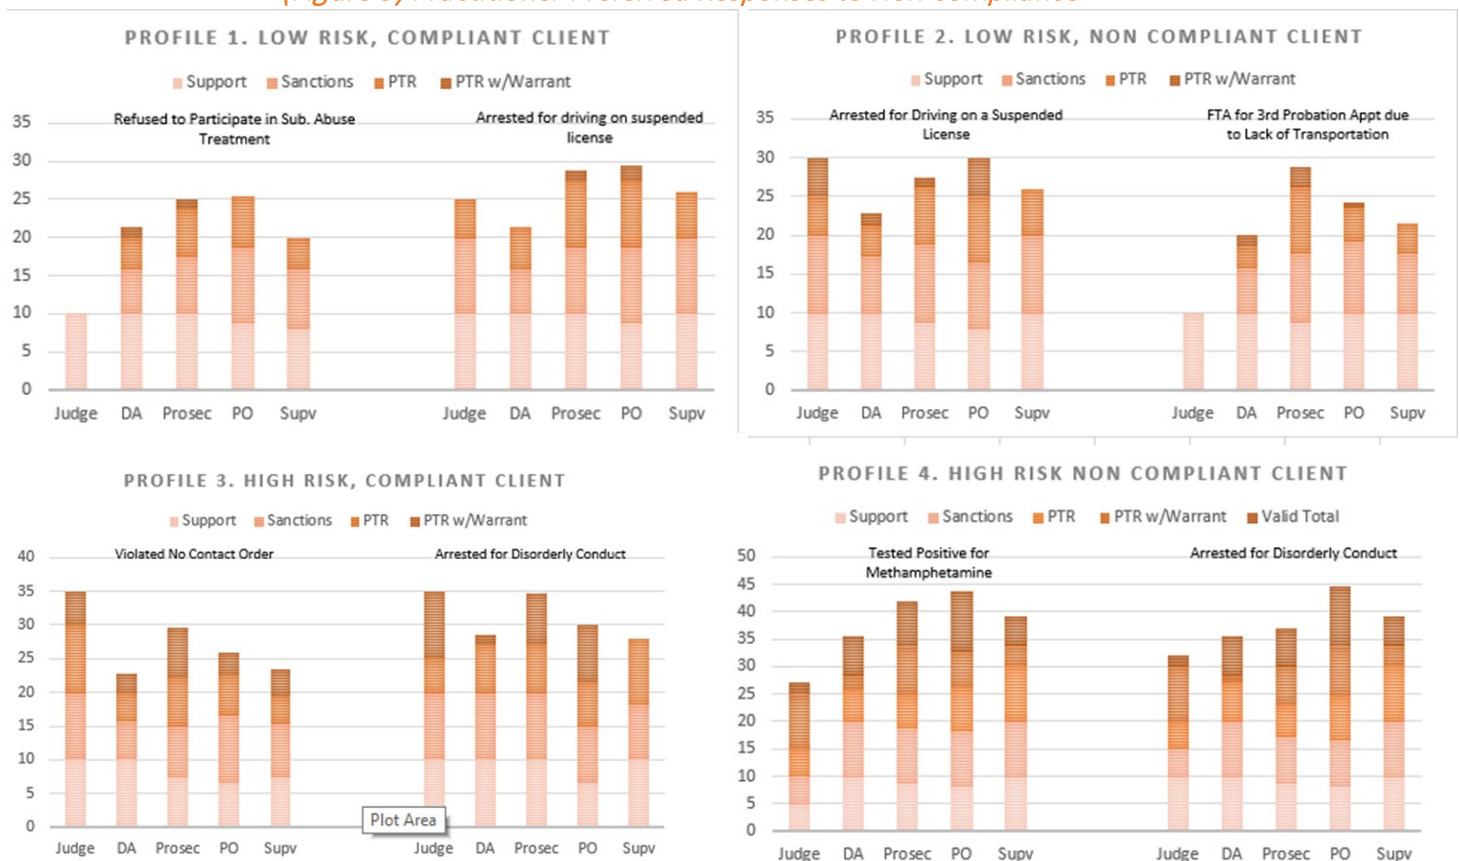 (Figure 3) Practitioner Preferred Responses to Non-Compliance
PROFILE 1. LOW RISK, COMPLIANT CLIENT
Support Sanctions PTR PTR w/Warrant
Refused to Participate in Sub. Abuse
Treatment
Arrested for driving on suspended
license
35
30
25
20
15
10
5
0
Judge DA Prosec PO Supv
Judge DA Prosec PO Supv
PROFILE 2. LOW RISK, NON COMPLIANT CLIENT
Support Sanctions PTR PTR w/Warrant
Arrested for Driving on a Suspended
License
FTA for 3rd Probation Appt due
to Lack of Transportation
35
30
25
20
15
10
5
0
Judge DA Prosec PO Supv
Judge DA Prosec PO Supv
PROFILE 3. HIGH RISK, COMPLIANT CLIENT
Support Sanctions PTR PTR w/Warrant
Violated No Contact Order
Arrested for Disorderly Conduct
40
35
30
25
20
15
10
5
0
Plot Area
Judge DA Prosec PO Supv
Judge DA Prosec PO Supv
PROFILE 4. HIGH RISK NON COMPLIANT CLIENT
Support Sanctions PTR PTR w/Warrant Valid Total
Tested Positive for
Methamphetamine
Arrested for Disorderly Conduct
50
45
40
35
30
25
20
15
10
5
0
Judge DA Prosec PO Supv
Judge DA Prosec PO Supv